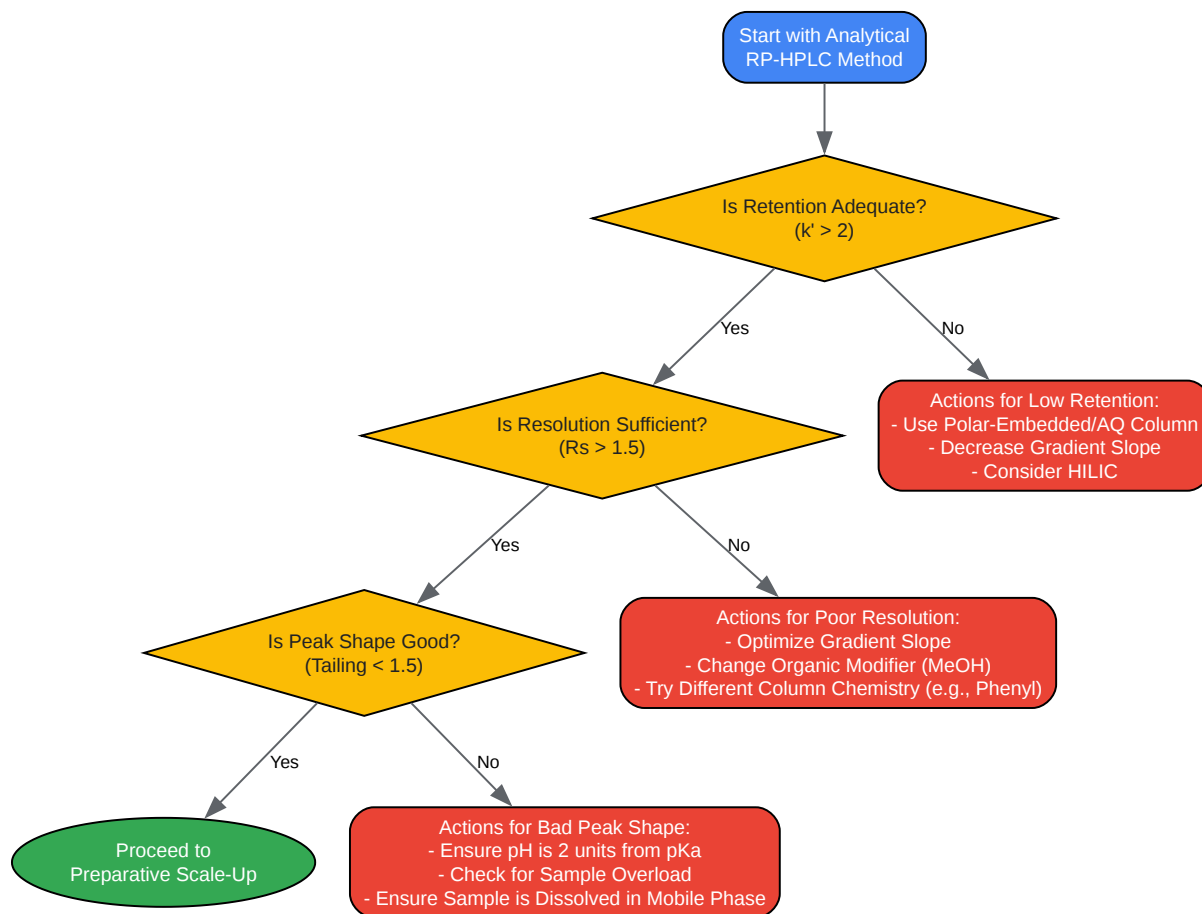 Start with Analytical
RP-HPLC Method
Is Retention Adequate?
(k' > 2)
Yes
No
Is Resolution Sufficient?
(Rs > 1.5)
Actions for Low Retention:
- Use Polar-Embedded/AQ Column
- Decrease Gradient Slope
- Consider HILIC
Yes
No
Is Peak Shape Good?
(Tailing < 1.5)
Actions for Poor Resolution:
- Optimize Gradient Slope
- Change Organic Modifier (MeOH)
- Try Different Column Chemistry (e.g., Phenyl)
Yes
No
Proceed to
Preparative Scale-Up
Actions for Bad Peak Shape:
- Ensure pH is 2 units from pKa
- Check for Sample Overload
- Ensure Sample is Dissolved in Mobile Phase